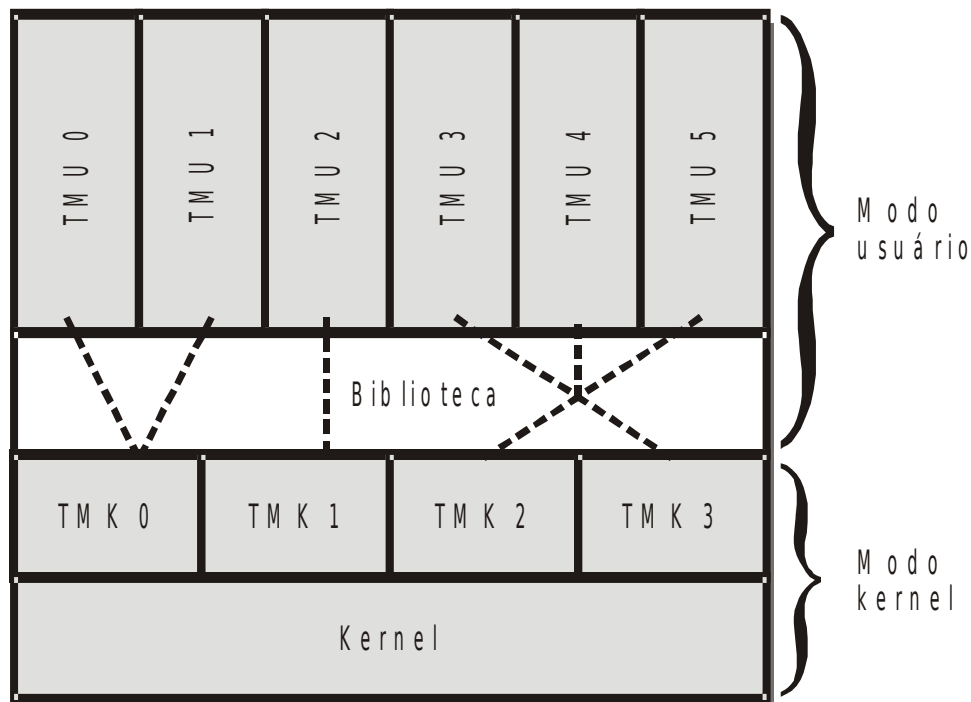 TMU 0
TMU 1
TMU 2
TMU 3
TMU 4
TMU 5
Modo
usuário
Biblioteca
TMK 0
TMK 1
TMK 2
TMK 3
Modo
kernel
Kernel